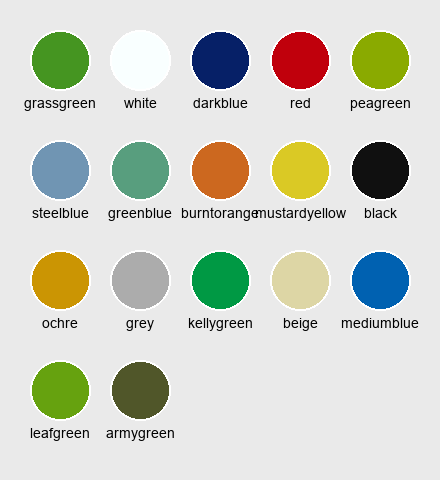 grassgreen white darkblue red peagreen
steelblue greenblue burntorange mustardyellow black
ochre grey kellygreen beige mediumblue
leafgreen armygreen